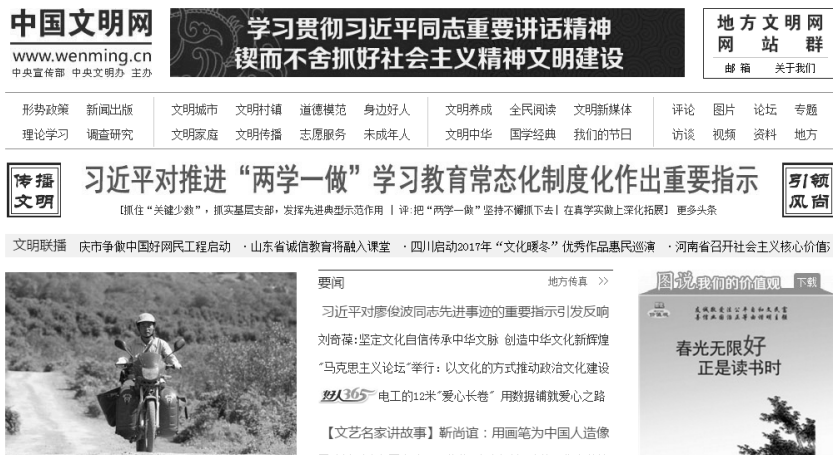 中国文明网
www.wenming.cn
中央宣传部 中央文明办 主办
学习贯彻习近平同志重要讲话精神
锲而不舍抓好社会主义精神文明建设
地方文明网
网站群
邮箱 关于我们
形势政策 新闻出版 文明城市 文明村镇 道德模范 身边好人 文明养成 全民阅读 文明新媒体 评论 图片 论坛 专题
理论学习 调查研究 文明家庭 文明传播 志愿服务 未成年人 文明中华 国学经典 我们的节日 访谈 视频 资料 地方
传播
文明
习近平对推进“两学一做”学习教育常态化制度化作出重要指示
[抓住“关键少数”，抓实基层支部，发挥先进典型示范作用 | 评:把“两学一做”坚持不懈抓下去| 在真学实做上深化拓展] 更多头条
引领
风尚
文明联播 庆市争做中国好网民工程启动 ·山东省诚信教育将融入课堂 ·四川启动2017年“文化暖冬”优秀作品惠民巡演 ·河南省召开社会主义核心价值
要闻 地方传真 >>
习近平对廖俊波同志先进事迹的重要指示引发反响
刘奇葆:坚定文化自信传承中华文脉 创造中华文化新辉煌
"马克思主义论坛"举行：以文化的方式推动政治文化建设
好人365 电工的12米"爱心长卷" 用数据铺就爱心之路
【文艺名家讲故事】靳尚谊：用画笔为中国人造像
图说我们的价值观 下载
春光无限好
正是读书时